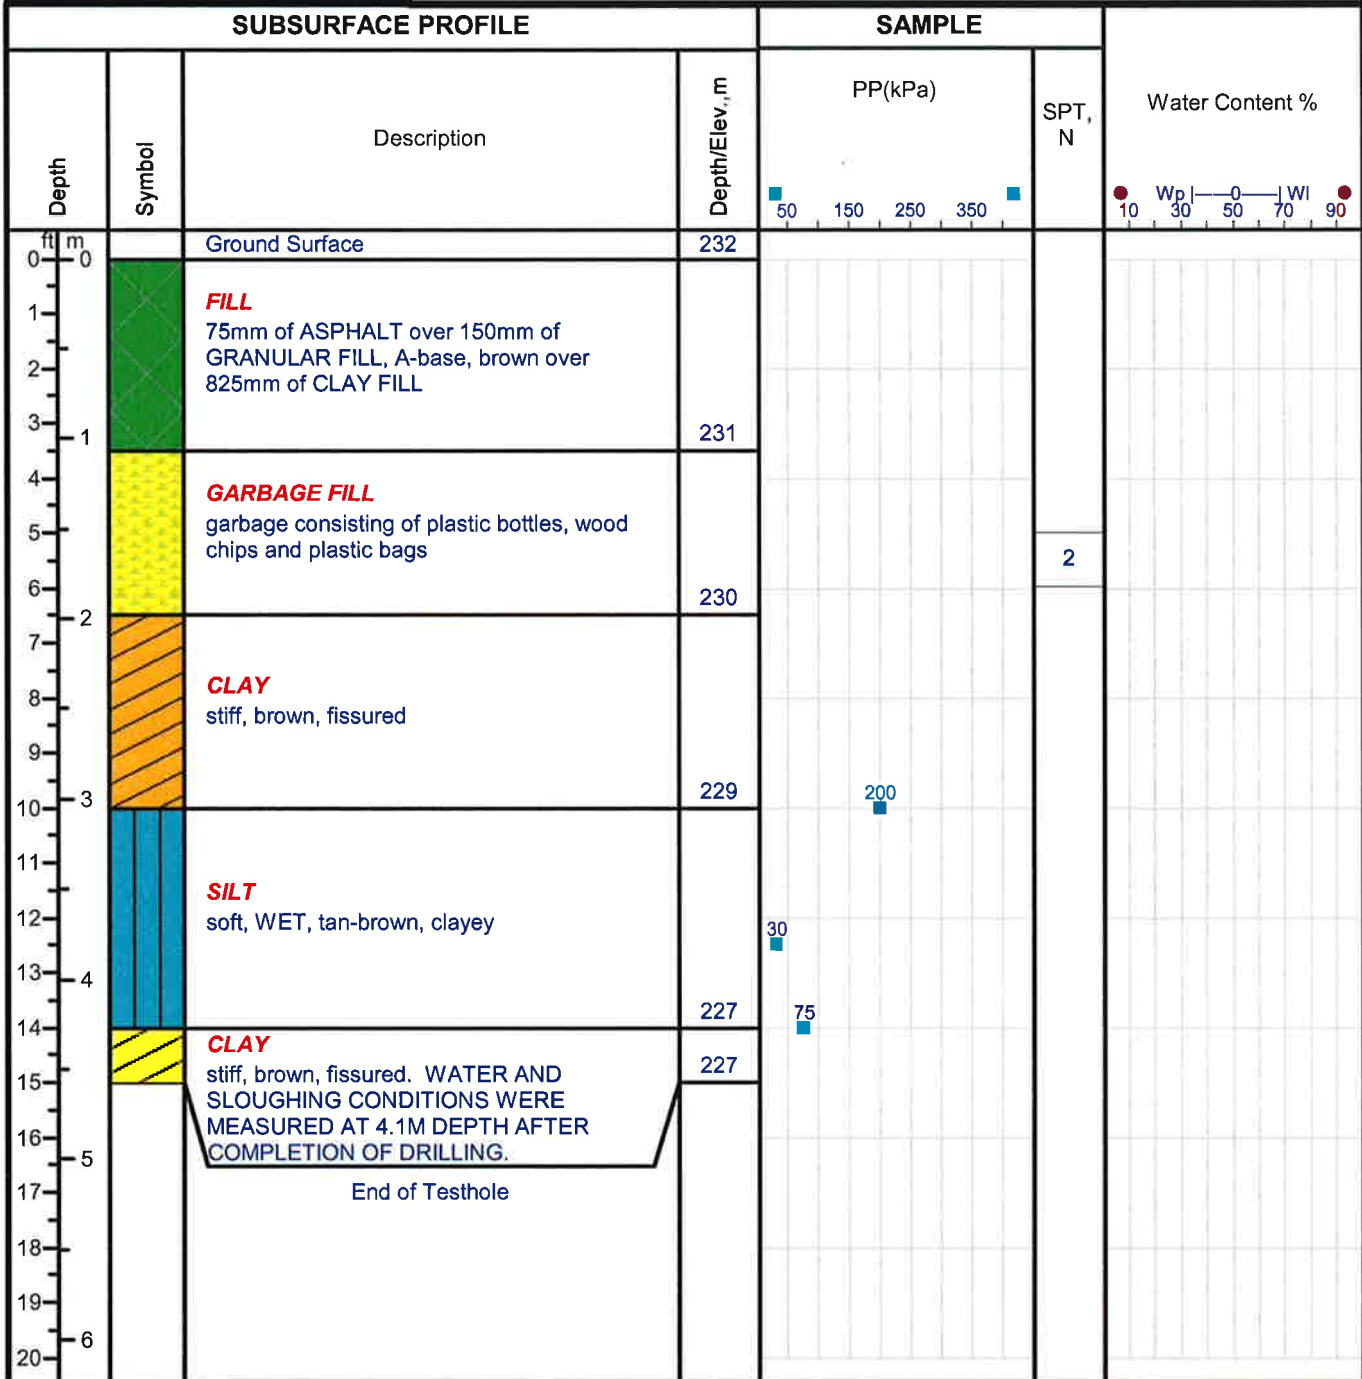 SUBSURFACE PROFILE
SAMPLE
Depth
Symbol
Description
Depth/Elev.,m
PP(kPa)
50 150 250 350
SPT,
N
Water Content %
Wp |——0——| Wl
10 30 50 70 90
ft m
Ground Surface
232
0 0
FILL
75mm of ASPHALT over 150mm of
GRANULAR FILL, A-base, brown over
825mm of CLAY FILL
1
2
3
1
231
4
GARBAGE FILL
garbage consisting of plastic bottles, wood
chips and plastic bags
5
2
6
230
2
7
CLAY
stiff, brown, fissured
8
9
229
3
10
200
11
SILT
soft, WET, tan-brown, clayey
12
30
13
4
227
75
14
CLAY
stiff, brown, fissured. WATER AND
SLOUGHING CONDITIONS WERE
MEASURED AT 4.1M DEPTH AFTER
COMPLETION OF DRILLING.
227
15
16
5
End of Testhole
17
18
19
6
20